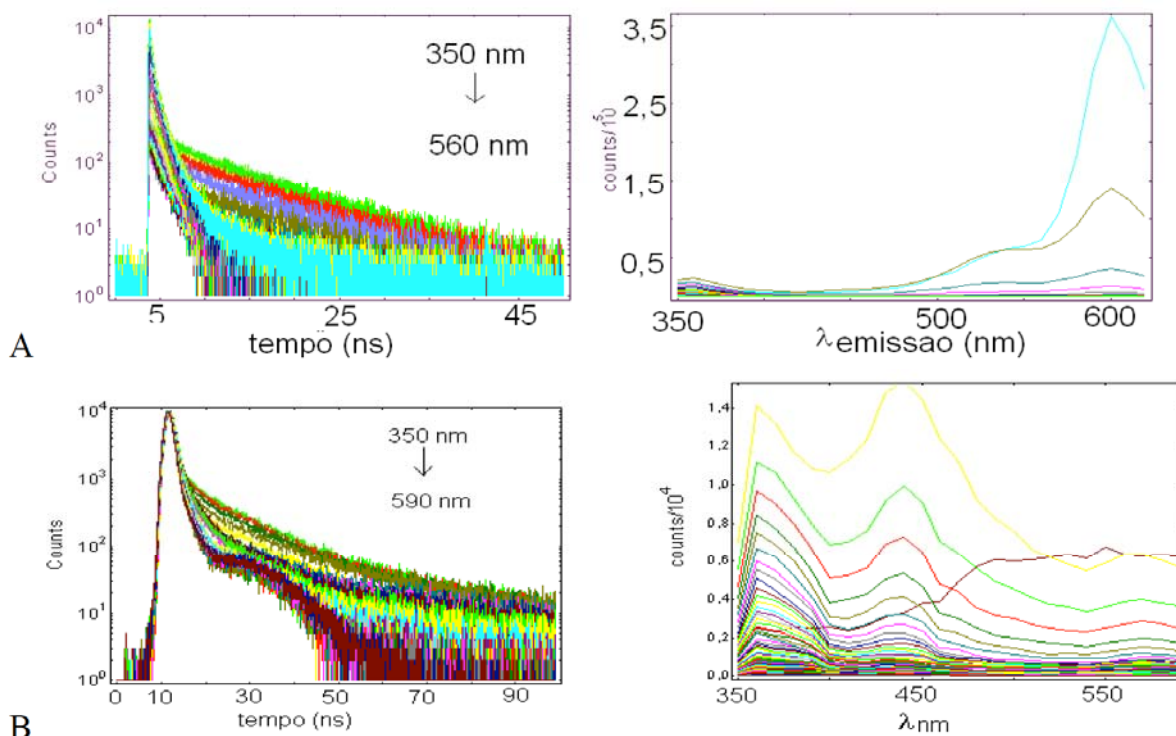 10⁴
10³
10²
10¹
10⁰
Counts
350 nm
↓
560 nm
5
25
45
tempo (ns)
A
3,5
1,5
0,5
counts/10⁵
350
500
600
λemissao (nm)
10⁴
10³
10²
10¹
10⁰
Counts
350 nm
↓
590 nm
0
10
30
50
70
90
tempo (ns)
B
1,4
1.2
1.0
0.8
0.6
0.4
0.2
0.0
counts/10⁴
350
450
550
λnm